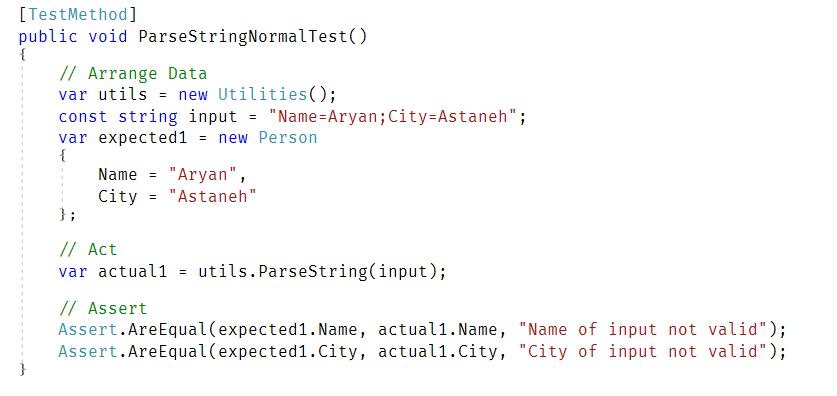 [TestMethod]
public void ParseStringNormalTest()
{
    // Arrange Data
    var utils = new Utilities();
    const string input = "Name=Aryan;City=Astaneh";
    var expected1 = new Person
    {
        Name = "Aryan",
        City = "Astaneh"
    };
    // Act
    var actual1 = utils.ParseString(input);
    // Assert
    Assert.AreEqual(expected1.Name, actual1.Name, "Name of input not valid");
    Assert.AreEqual(expected1.City, actual1.City, "City of input not valid");
}